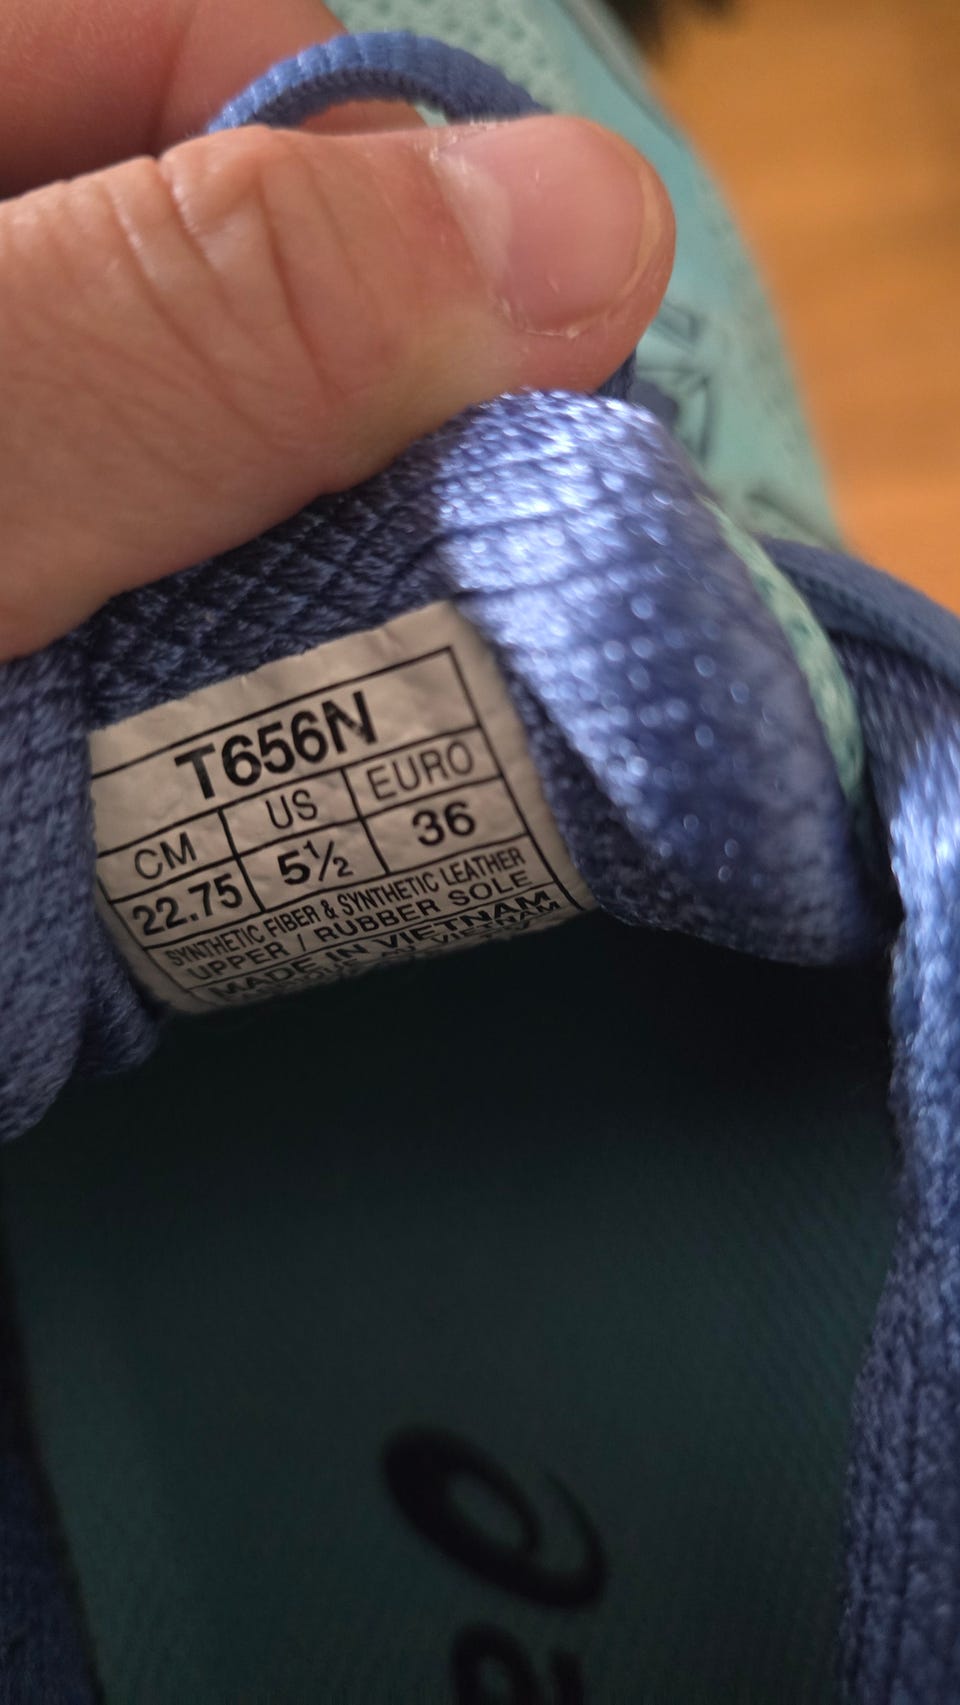 T656N
CM US EURO
22.75 5½ 36
SYNTHETIC FIBER & SYNTHETIC LEATHER
UPPER / RUBBER SOLE
MADE IN VIETNAM